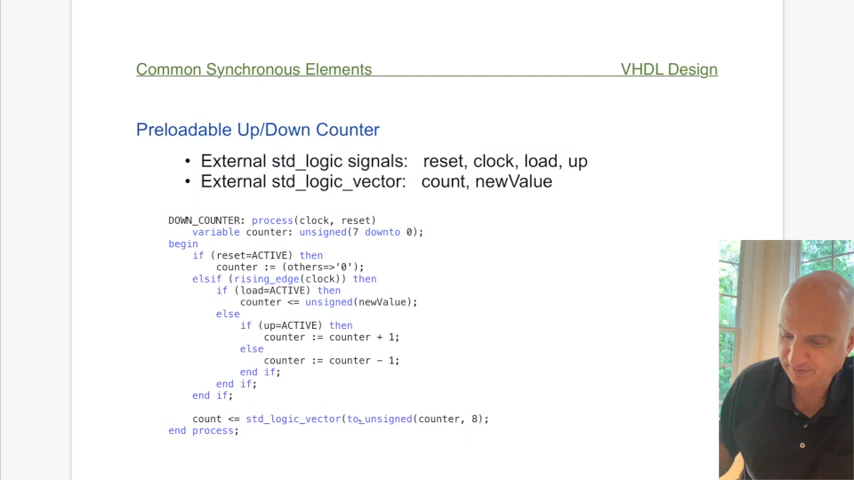 Common Synchronous Elements VHDL Design
Preloadable Up/Down Counter
• External std_logic signals: reset, clock, load, up
• External std_logic_vector: count, newValue
DOWN_COUNTER: process(clock, reset)
variable counter: unsigned(7 downto 0);
begin
if (reset=ACTIVE) then
counter := (others=>'0');
elsif (rising_edge(clock)) then
if (load=ACTIVE) then
counter <= unsigned(newValue);
else
if (up=ACTIVE) then
counter := counter + 1;
else
counter := counter - 1;
end if;
end if;
end if;
count <= std_logic_vector(to_unsigned(counter, 8);
end process;